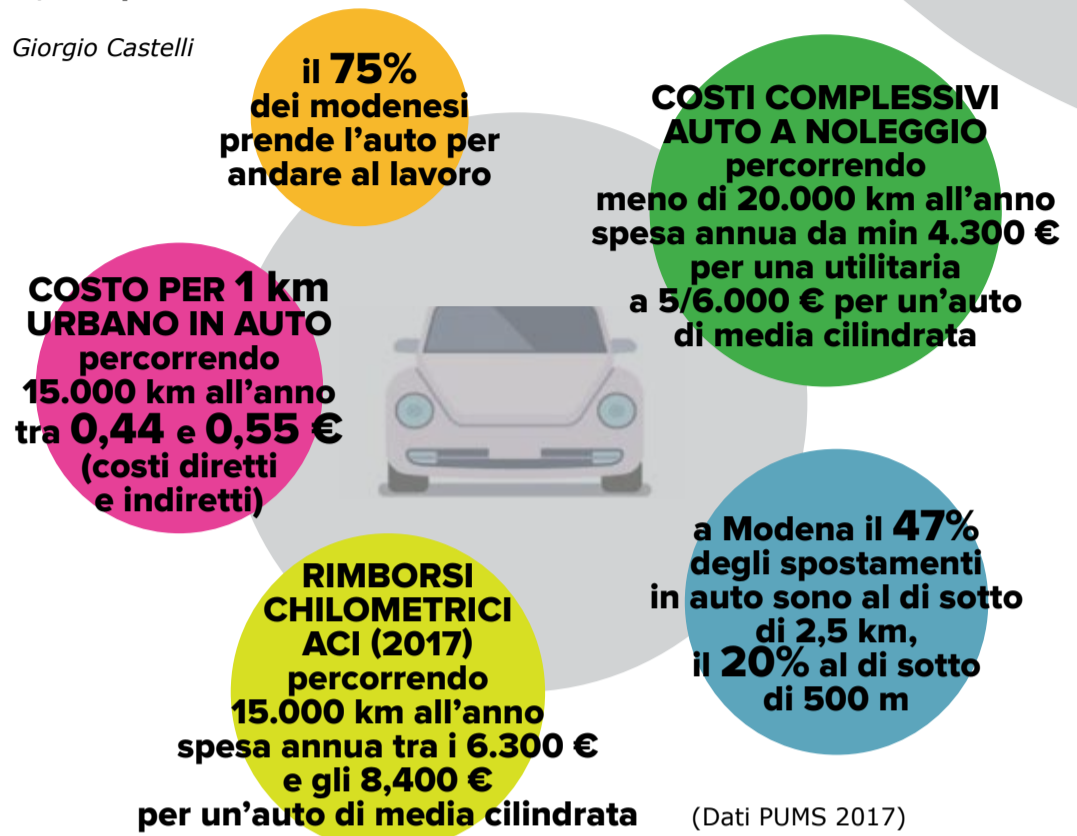 Giorgio Castelli
il 75%
dei modenesi
prende l'auto per
andare al lavoro
COSTI COMPLESSIVI
AUTO A NOLEGGIO
percorrendo
meno di 20.000 km all'anno
spesa annua da min 4.300 €
per una utilitaria
a 5/6.000 € per un'auto
di media cilindrata
COSTO PER 1 km
URBANO IN AUTO
percorrendo
15.000 km all'anno
tra 0,44 e 0,55 €
(costi diretti
e indiretti)
a Modena il 47%
degli spostamenti
in auto sono al di sotto
di 2,5 km,
il 20% al di sotto
di 500 m
RIMBORSI
CHILOMETRICI
ACI (2017)
percorrendo
15.000 km all'anno
spesa annua tra i 6.300 €
e gli 8,400 €
per un'auto di media cilindrata
(Dati PUMS 2017)